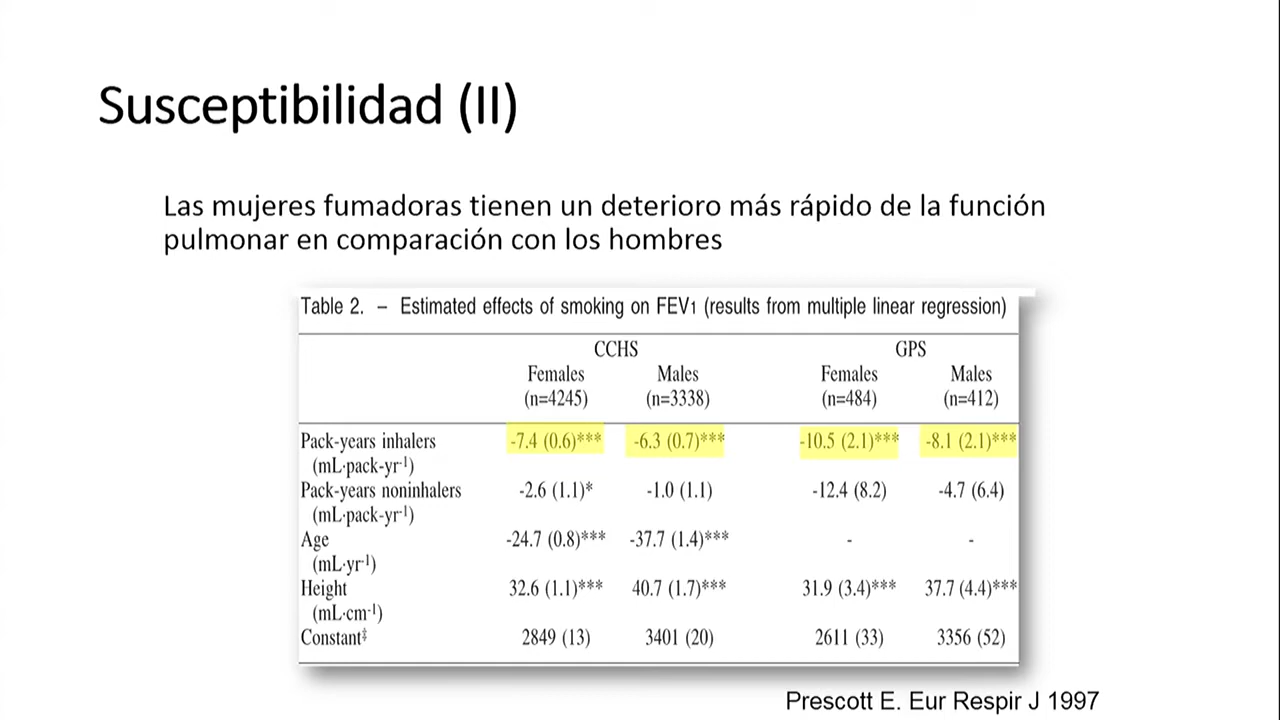 Susceptibilidad (II)
Las mujeres fumadoras tienen un deterioro más rápido de la función
pulmonar en comparación con los hombres
Table 2. – Estimated effects of smoking on FEV1 (results from multiple linear regression)
CCHS GPS
Females Males Females Males
(n=4245) (n=3338) (n=484) (n=412)
Pack-years inhalers -7.4 (0.6)*** -6.3 (0.7)*** -10.5 (2.1)*** -8.1 (2.1)***
(mL·pack-yr⁻¹)
Pack-years noninhalers -2.6 (1.1)* -1.0 (1.1) -12.4 (8.2) -4.7 (6.4)
(mL·pack-yr⁻¹)
Age -24.7 (0.8)*** -37.7 (1.4)*** - -
(mL·yr⁻¹)
Height 32.6 (1.1)*** 40.7 (1.7)*** 31.9 (3.4)*** 37.7 (4.4)***
(mL·cm⁻¹)
Constant‡ 2849 (13) 3401 (20) 2611 (33) 3356 (52)
Prescott E. Eur Respir J 1997